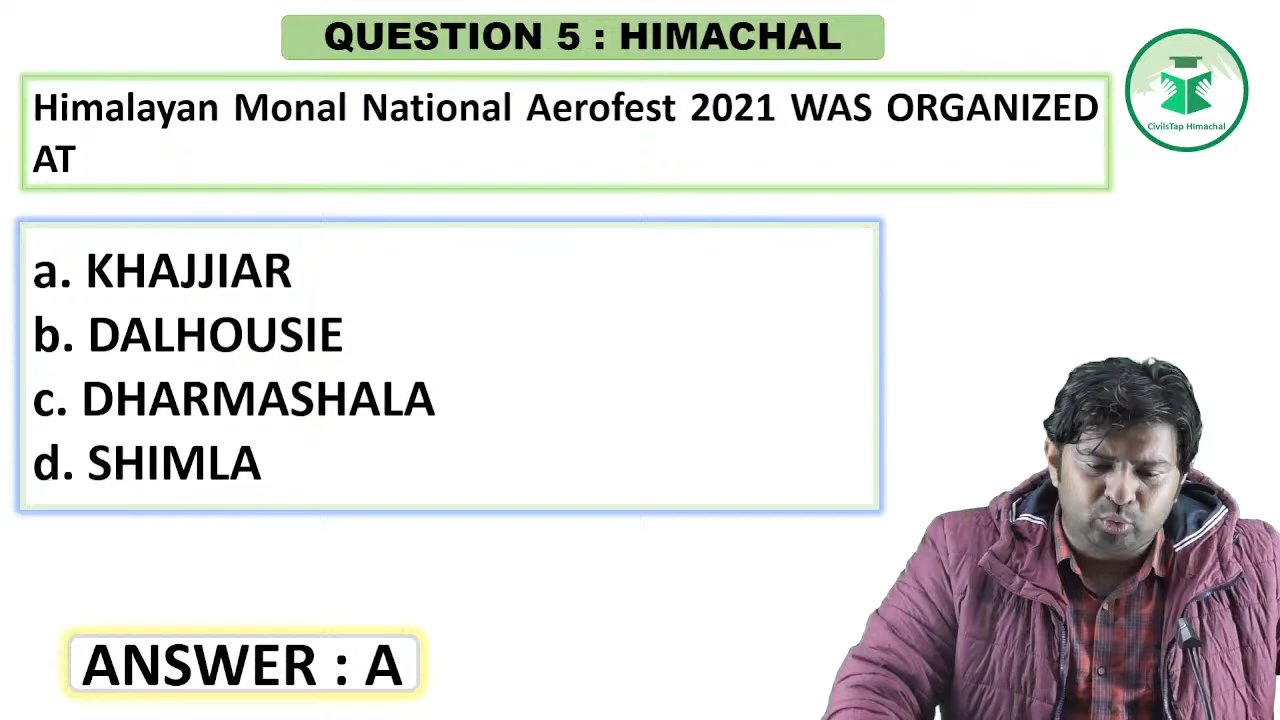 QUESTION 5 : HIMACHAL
Himalayan Monal National Aerofest 2021 WAS ORGANIZED
AT
CivilsTap Himachal
a. KHAJJIAR
b. DALHOUSIE
c. DHARMASHALA
d. SHIMLA
ANSWER : A